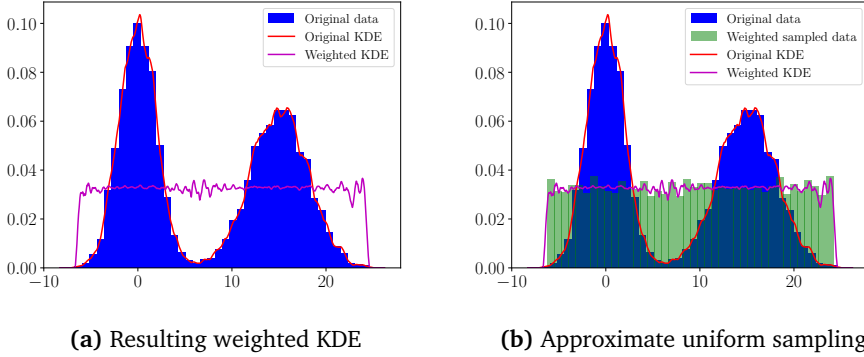 Original data
Original KDE
Weighted KDE
0.10
0.08
0.06
0.04
0.02
0.00
−10 0 10 20
(a) Resulting weighted KDE
Original data
Weighted sampled data
Original KDE
Weighted KDE
0.10
0.08
0.06
0.04
0.02
0.00
−10 0 10 20
(b) Approximate uniform sampling